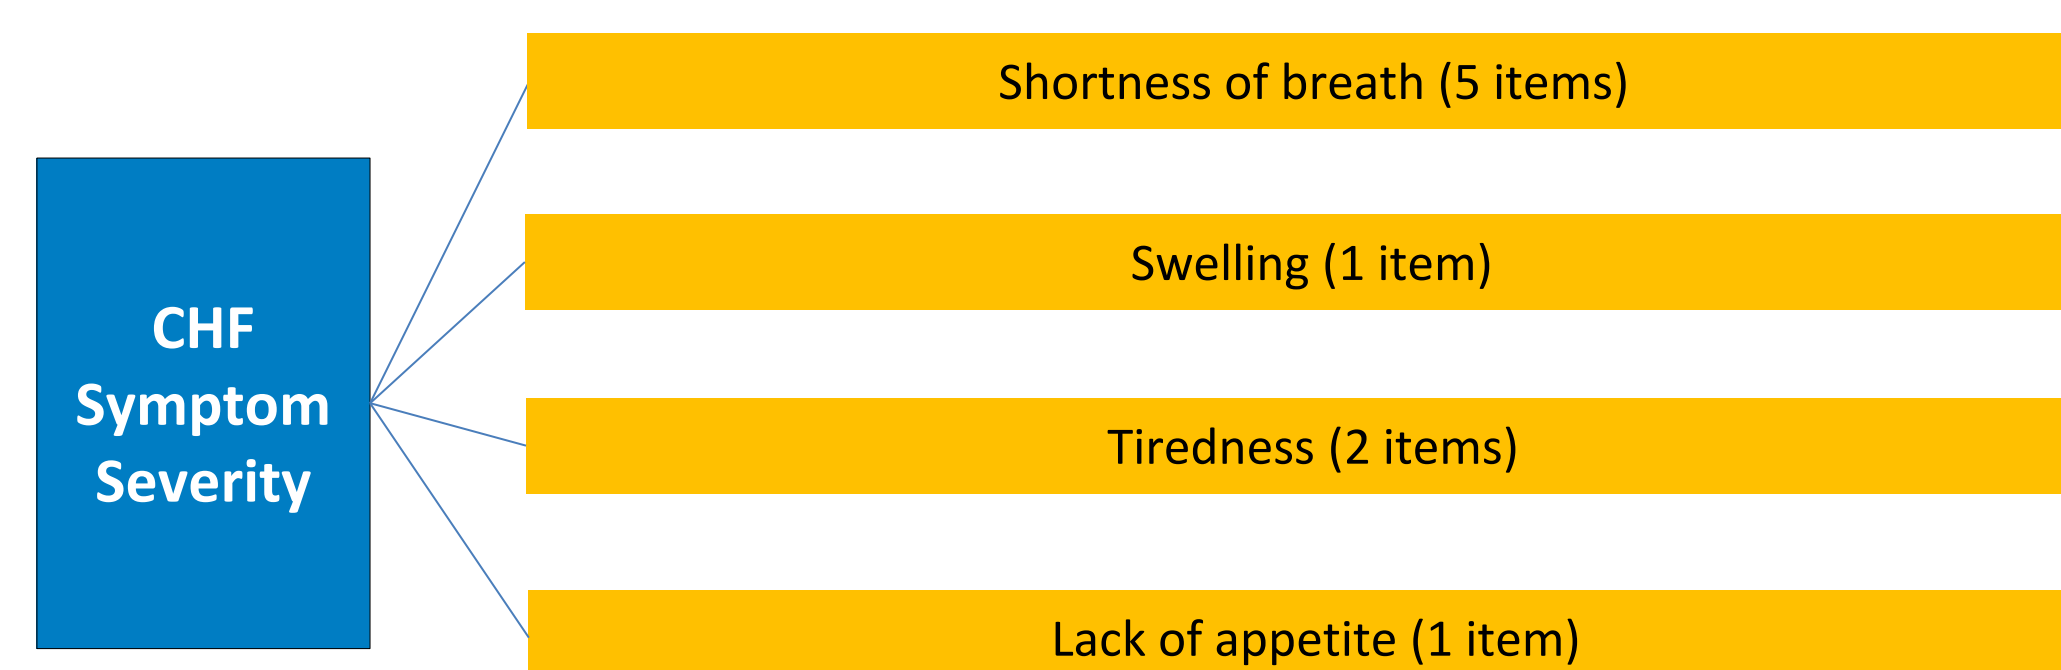 CHF
Symptom
Severity
Shortness of breath (5 items)
Swelling (1 item)
Tiredness (2 items)
Lack of appetite (1 item)